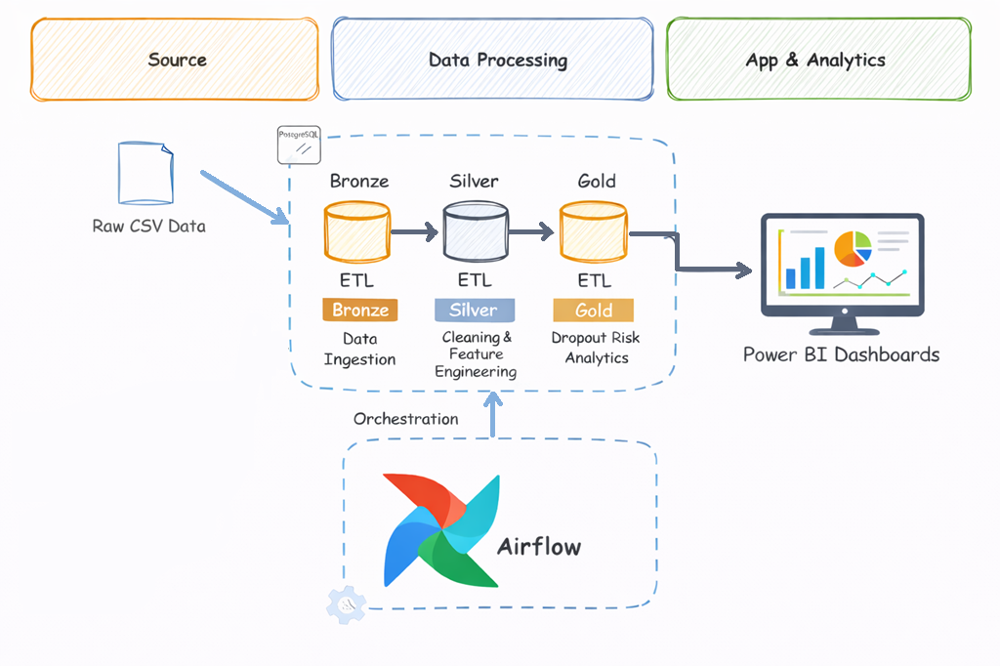 Source
Data Processing
App & Analytics
PostgreSQL
Raw CSV Data
Bronze
Silver
Gold
ETL
ETL
ETL
Bronze
Silver
Gold
Data
Ingestion
Cleaning &
Feature
Engineering
Dropout Risk
Analytics
Power BI Dashboards
Orchestration
Airflow